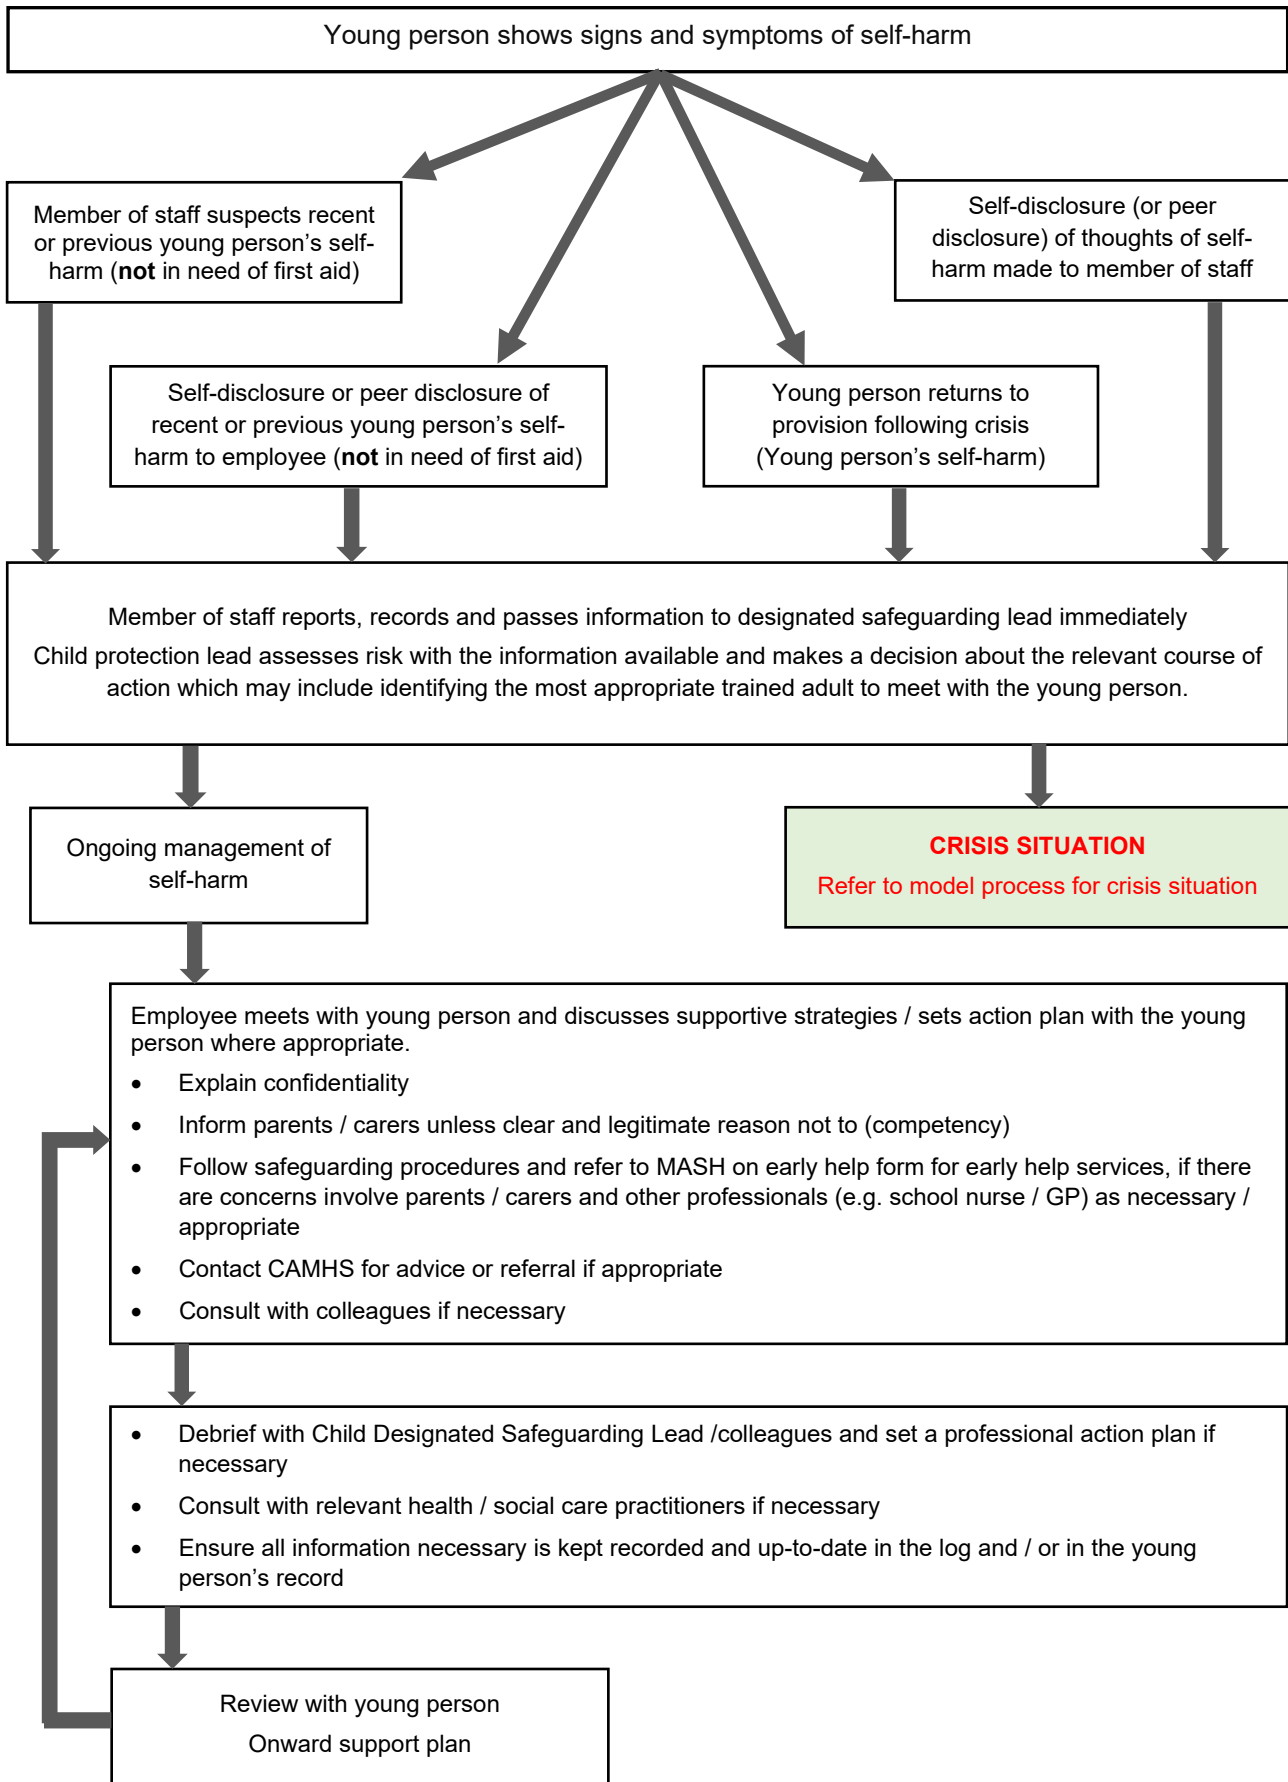 Young person shows signs and symptoms of self-harm
Member of staff suspects recent
or previous young person's self-
harm (not in need of first aid)
Self-disclosure (or peer
disclosure) of thoughts of self-
harm made to member of staff
Self-disclosure or peer disclosure of
recent or previous young person's self-
harm to employee (not in need of first aid)
Young person returns to
provision following crisis
(Young person's self-harm)
Member of staff reports, records and passes information to designated safeguarding lead immediately
Child protection lead assesses risk with the information available and makes a decision about the relevant course of
action which may include identifying the most appropriate trained adult to meet with the young person.
Ongoing management of
self-harm
CRISIS SITUATION
Refer to model process for crisis situation
Employee meets with young person and discusses supportive strategies / sets action plan with the young
person where appropriate.
• Explain confidentiality
• Inform parents / carers unless clear and legitimate reason not to (competency)
• Follow safeguarding procedures and refer to MASH on early help form for early help services, if there
are concerns involve parents / carers and other professionals (e.g. school nurse / GP) as necessary /
appropriate
• Contact CAMHS for advice or referral if appropriate
• Consult with colleagues if necessary
• Debrief with Child Designated Safeguarding Lead /colleagues and set a professional action plan if
necessary
• Consult with relevant health / social care practitioners if necessary
• Ensure all information necessary is kept recorded and up-to-date in the log and / or in the young
person's record
Review with young person
Onward support plan